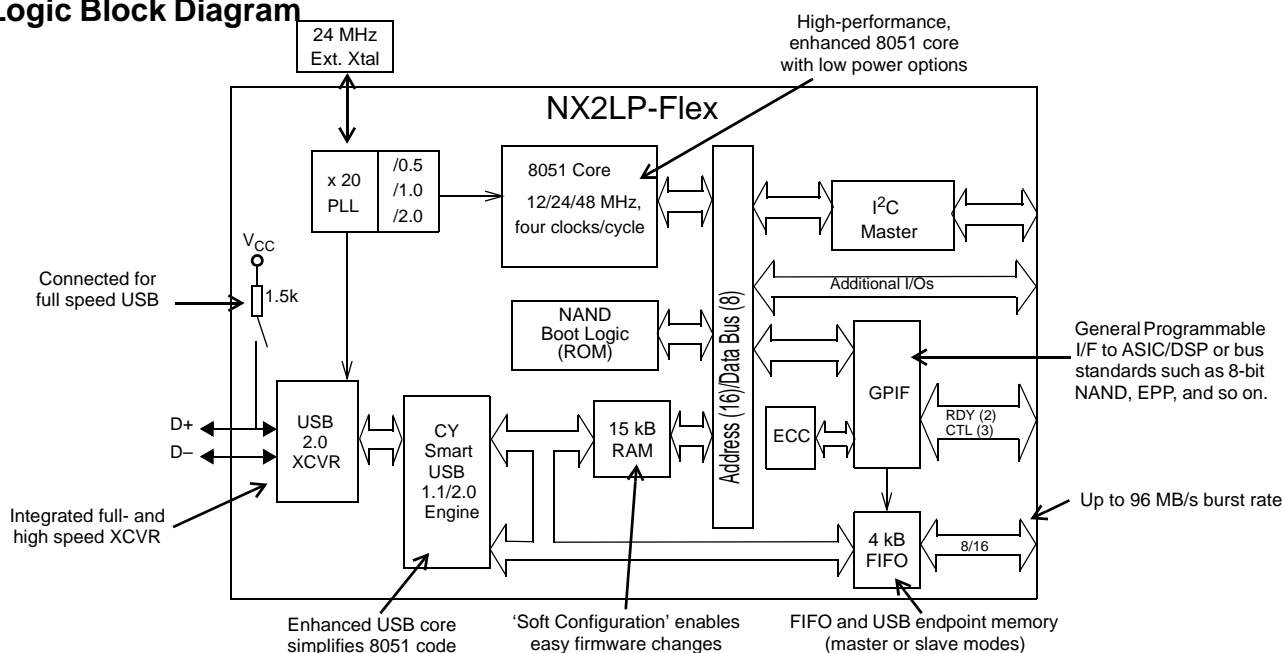 Logic Block Diagram
24 MHz
Ext. Xtal
High-performance,
enhanced 8051 core
with low power options
NX2LP-Flex
x 20
PLL
/0.5
/1.0
/2.0
8051 Core
12/24/48 MHz,
four clocks/cycle
I²C
Master
VCC
1.5k
Connected for
full speed USB
Additional I/Os
NAND
Boot Logic
(ROM)
Address (16)/Data Bus (8)
General Programmable
I/F to ASIC/DSP or bus
standards such as 8-bit
NAND, EPP, and so on.
GPIF
RDY (2)
CTL (3)
D+
D–
USB
2.0
XCVR
CY
Smart
USB
1.1/2.0
Engine
15 kB
RAM
ECC
Integrated full- and
high speed XCVR
Up to 96 MB/s burst rate
4 kB
FIFO
8/16
Enhanced USB core
simplifies 8051 code
‘Soft Configuration’ enables
easy firmware changes
FIFO and USB endpoint memory
(master or slave modes)